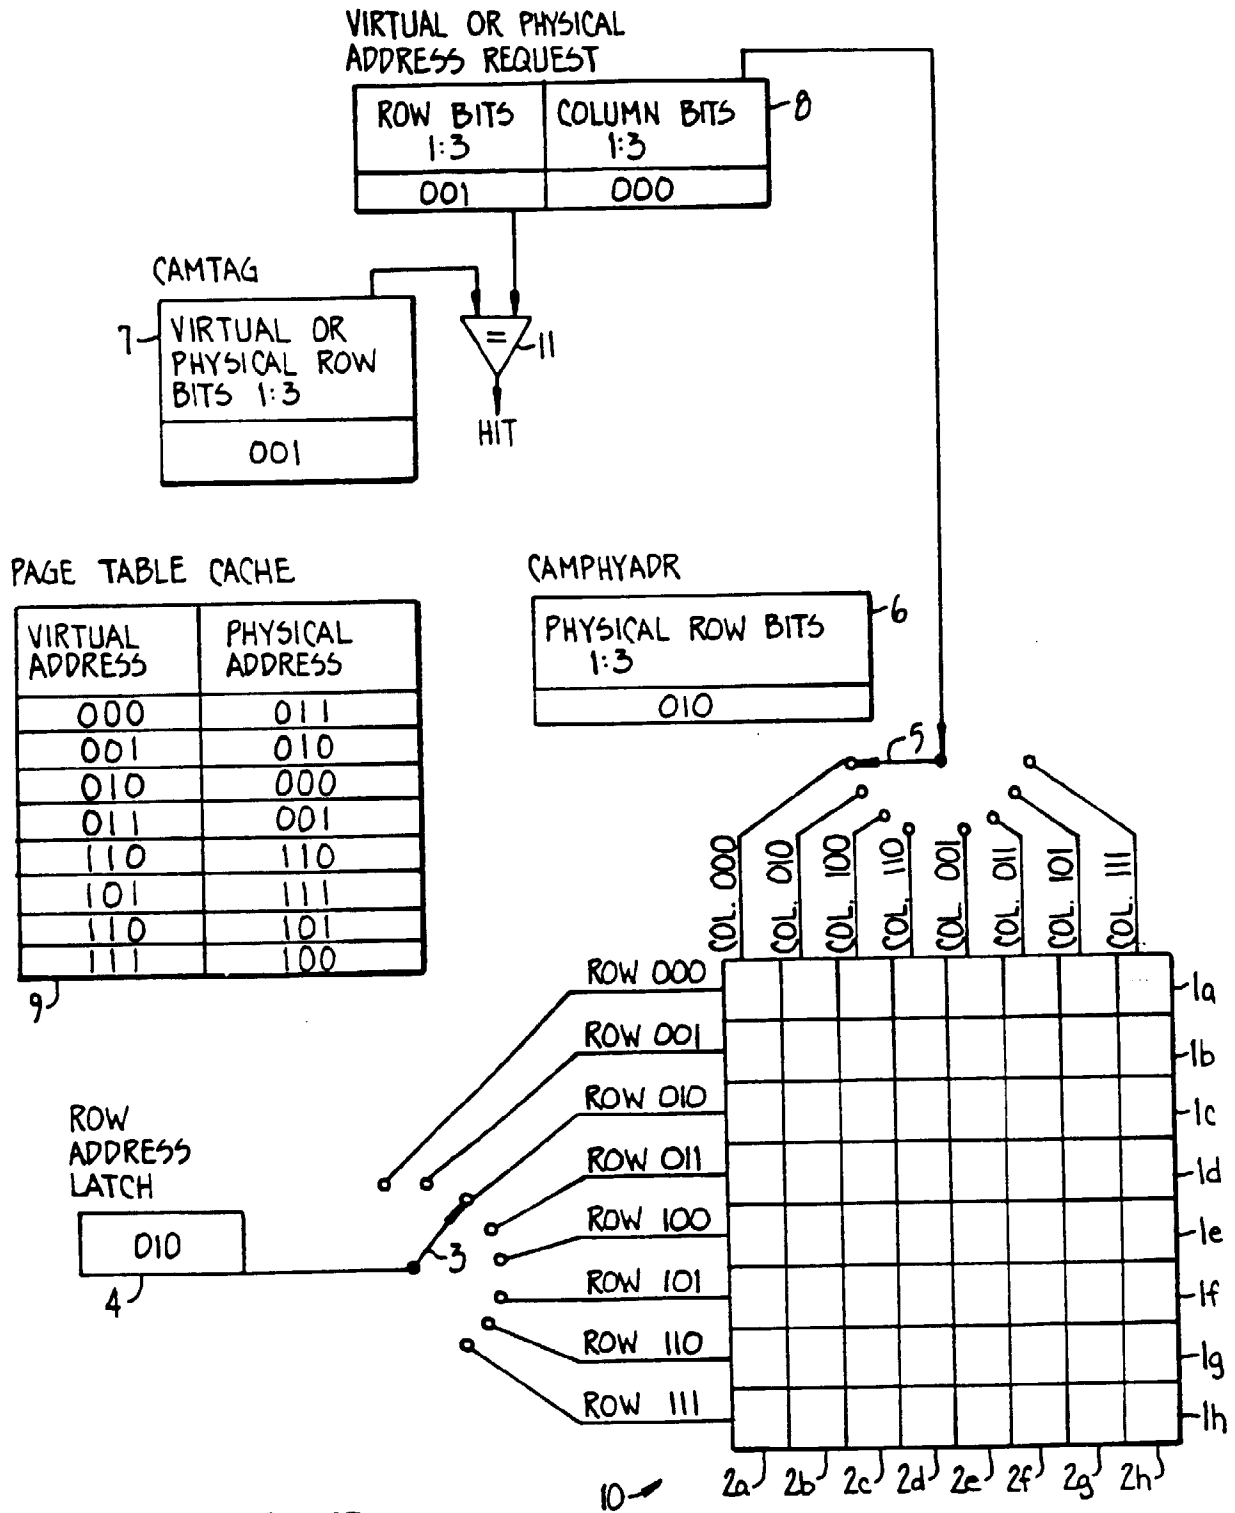 VIRTUAL OR PHYSICAL
ADDRESS REQUEST
ROW BITS
1:3
COLUMN BITS
1:3
8
001
000
CAMTAG
7
VIRTUAL OR
PHYSICAL ROW
BITS 1:3
001
=
11
HIT
PAGE TABLE CACHE
VIRTUAL
ADDRESS
PHYSICAL
ADDRESS
000 011
001 010
010 000
011 001
110 110
101 111
110 101
111 100
9
CAMPHYADR
PHYSICAL ROW BITS
1:3
6
010
5
COL. 000
COL. 010
COL. 100
COL. 110
COL. 001
COL. 011
COL. 101
COL. 111
ROW 000
1a
ROW 001
1b
ROW 010
1c
ROW 011
1d
ROW 100
1e
ROW 101
1f
ROW 110
1g
ROW 111
1h
ROW
ADDRESS
LATCH
010
4
3
10
2a 2b 2c 2d 2e 2f 2g 2h